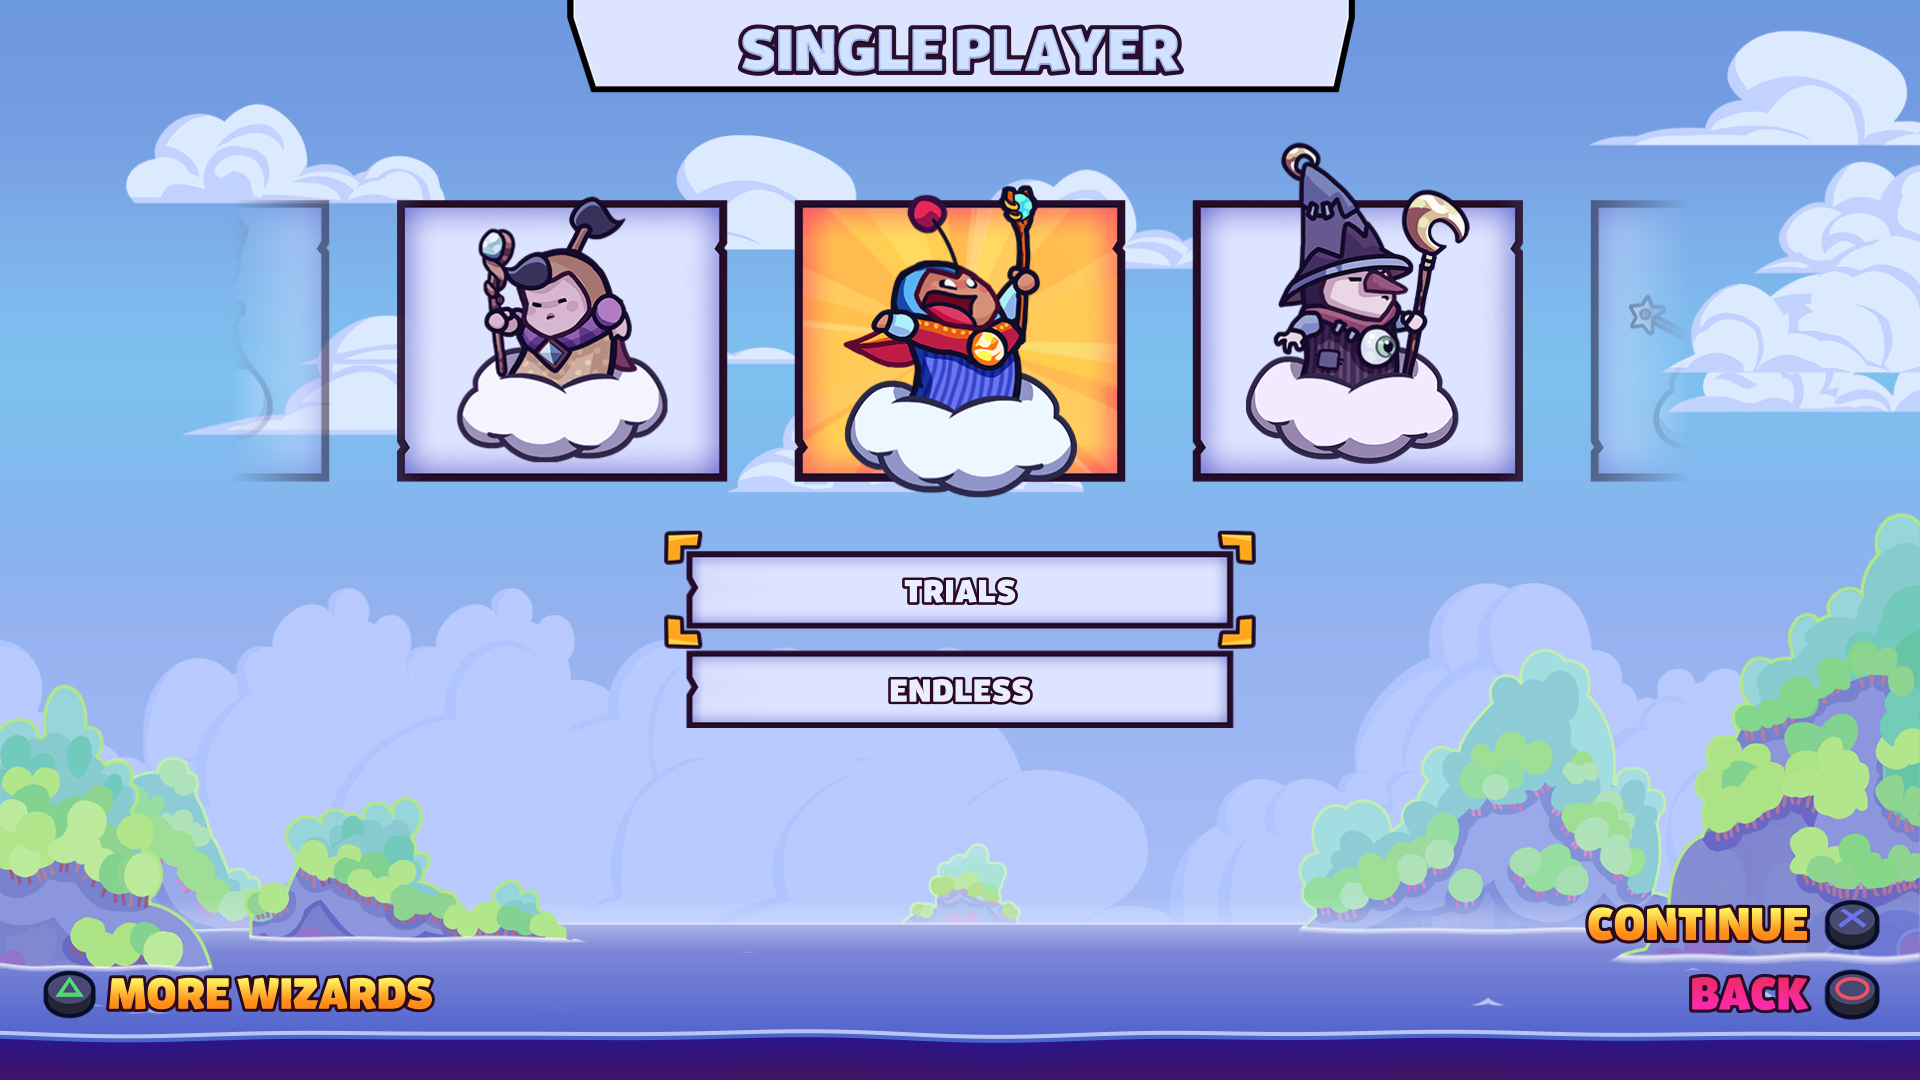 SINGLE PLAYER
TRIALS
ENDLESS
CONTINUE
MORE WIZARDS
BACK